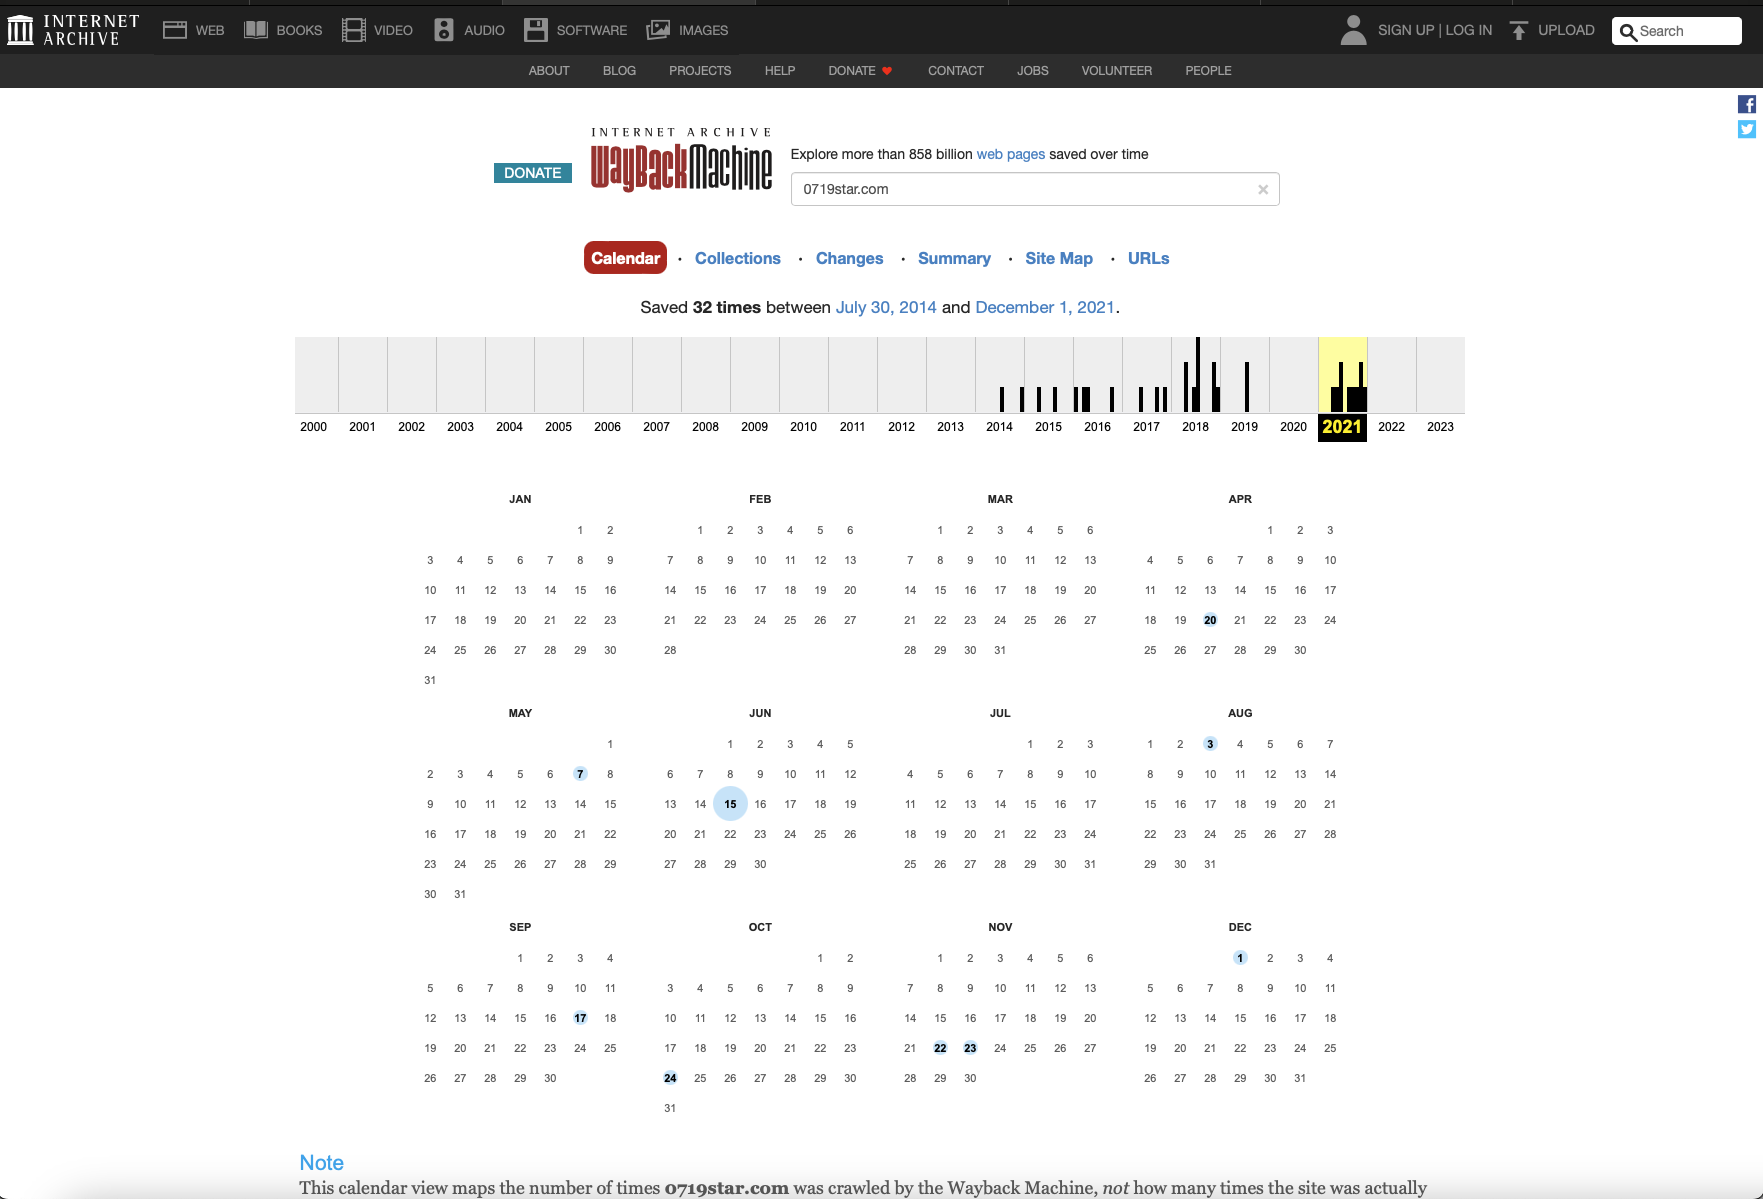 INTERNET ARCHIVE
WEB BOOKS VIDEO AUDIO SOFTWARE IMAGES SIGN UP | LOG IN UPLOAD Search
ABOUT BLOG PROJECTS HELP DONATE CONTACT JOBS VOLUNTEER PEOPLE
INTERNET ARCHIVE
WayBackMachine
DONATE
Explore more than 858 billion web pages saved over time
0719star.com
Calendar · Collections · Changes · Summary · Site Map · URLs
Saved 32 times between July 30, 2014 and December 1, 2021.
2000 2001 2002 2003 2004 2005 2006 2007 2008 2009 2010 2011 2012 2013 2014 2015 2016 2017 2018 2019 2020 2021 2022 2023
JAN
1 2
3 4 5 6 7 8 9
10 11 12 13 14 15 16
17 18 19 20 21 22 23
24 25 26 27 28 29 30
31
FEB
1 2 3 4 5 6
7 8 9 10 11 12 13
14 15 16 17 18 19 20
21 22 23 24 25 26 27
28
MAR
1 2 3 4 5 6
7 8 9 10 11 12 13
14 15 16 17 18 19 20
21 22 23 24 25 26 27
28 29 30 31
APR
1 2 3
4 5 6 7 8 9 10
11 12 13 14 15 16 17
18 19 20 21 22 23 24
25 26 27 28 29 30
MAY
1
2 3 4 5 6 7 8
9 10 11 12 13 14 15
16 17 18 19 20 21 22
23 24 25 26 27 28 29
30 31
JUN
1 2 3 4 5
6 7 8 9 10 11 12
13 14 15 16 17 18 19
20 21 22 23 24 25 26
27 28 29 30
JUL
1 2 3
4 5 6 7 8 9 10
11 12 13 14 15 16 17
18 19 20 21 22 23 24
25 26 27 28 29 30 31
AUG
1 2 3 4 5 6 7
8 9 10 11 12 13 14
15 16 17 18 19 20 21
22 23 24 25 26 27 28
29 30 31
SEP
1 2 3 4
5 6 7 8 9 10 11
12 13 14 15 16 17 18
19 20 21 22 23 24 25
26 27 28 29 30
OCT
1 2
3 4 5 6 7 8 9
10 11 12 13 14 15 16
17 18 19 20 21 22 23
24 25 26 27 28 29 30
31
NOV
1 2 3 4 5 6
7 8 9 10 11 12 13
14 15 16 17 18 19 20
21 22 23 24 25 26 27
28 29 30
DEC
1 2 3 4
5 6 7 8 9 10 11
12 13 14 15 16 17 18
19 20 21 22 23 24 25
26 27 28 29 30 31
Note
This calendar view maps the number of times 0719star.com was crawled by the Wayback Machine, not how many times the site was actually